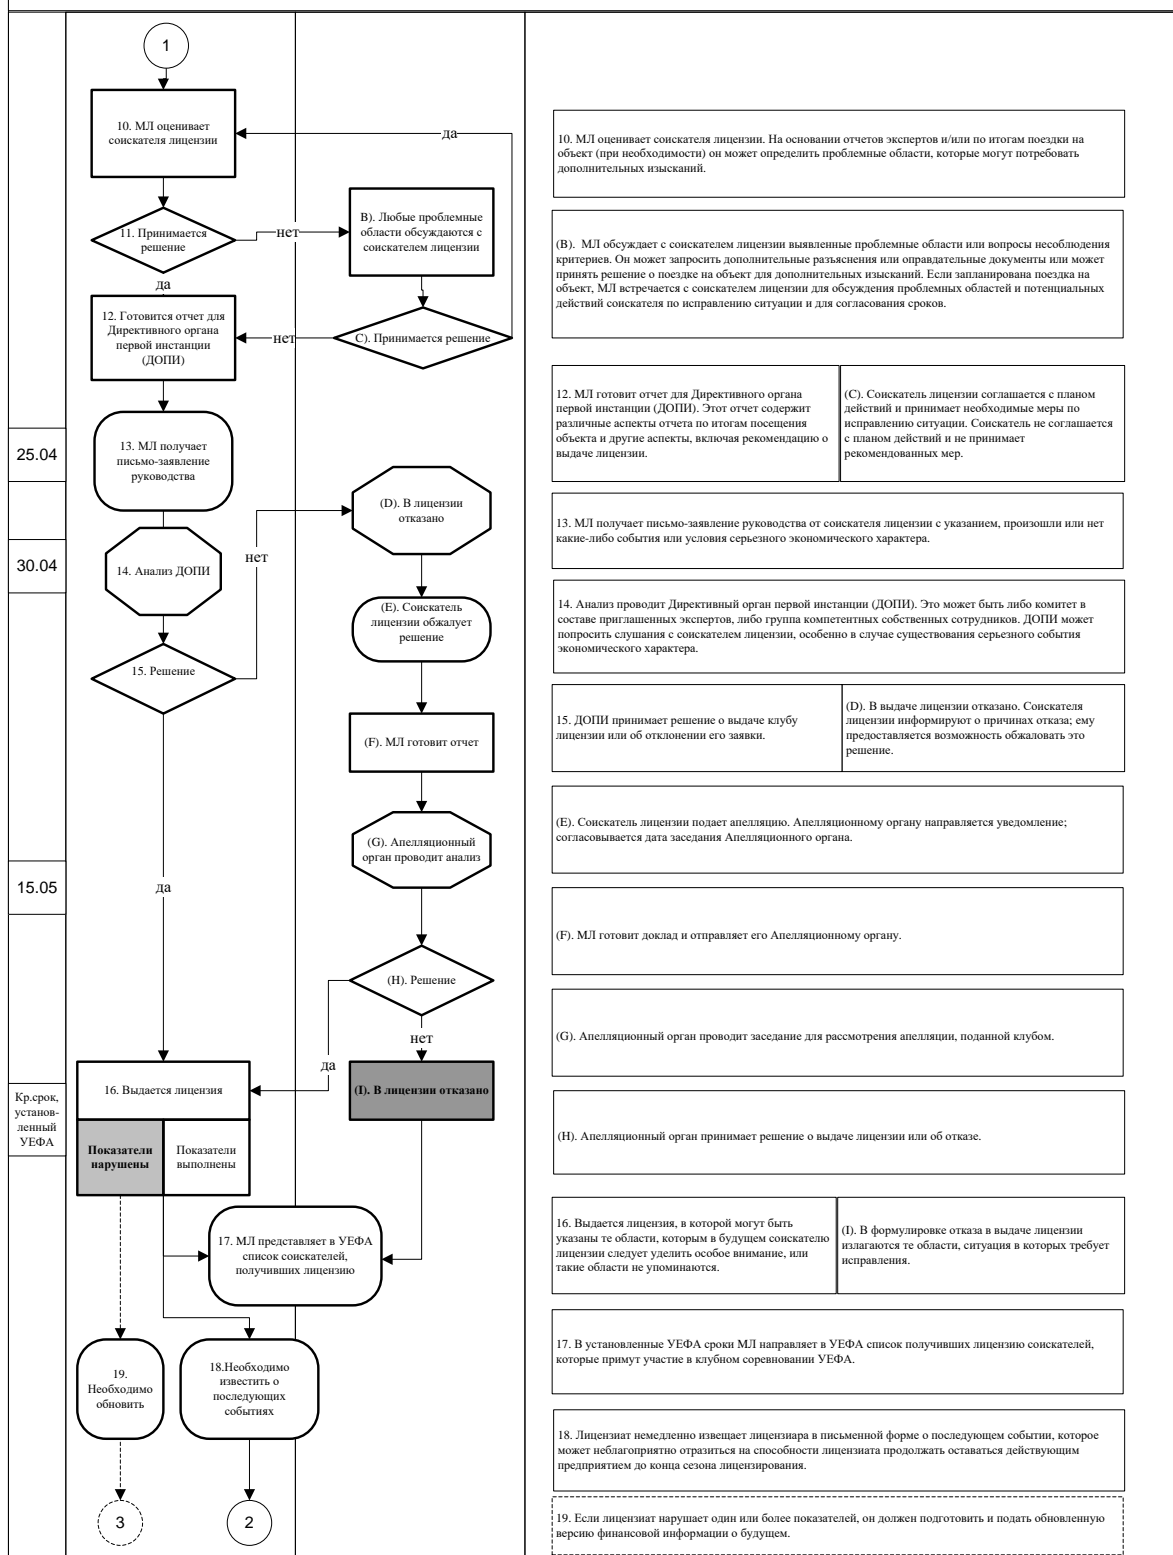 1
10. МЛ оценивает
соискателя лицензии
да
11. Принимается
решение
нет
В). Любые проблемные
области обсуждаются с
соискателем лицензии
да
12. Готовится отчет для
Директивного органа
первой инстанции
(ДОПИ)
нет
С). Принимается решение
25.04
13. МЛ получает
письмо-заявление
руководства
(D). В лицензии
отказано
30.04
14. Анализ ДОПИ
нет
(E). Соискатель
лицензии обжалует
решение
15. Решение
(F). МЛ готовит отчет
(G). Апелляционный
орган проводит анализ
15.05
да
(H). Решение
нет
да
16. Выдается лицензия
(I). В лицензии отказано
Кр.срок,
установ-
ленный
УЕФА
Показатели
нарушены
Показатели
выполнены
17. МЛ представляет в УЕФА
список соискателей,
получивших лицензию
19.
Необходимо
обновить
18.Необходимо
известить о
последующих
событиях
3
2
10. МЛ оценивает соискателя лицензии. На основании отчетов экспертов и/или по итогам поездки на
объект (при необходимости) он может определить проблемные области, которые могут потребовать
дополнительных изысканий.
(В). МЛ обсуждает с соискателем лицензии выявленные проблемные области или вопросы несоблюдения
критериев. Он может запросить дополнительные разъяснения или оправдательные документы или может
принять решение о поездке на объект для дополнительных изысканий. Если запланирована поездка на
объект, МЛ встречается с соискателем лицензии для обсуждения проблемных областей и потенциальных
действий соискателя по исправлению ситуации и для согласования сроков.
12. МЛ готовит отчет для Директивного органа
первой инстанции (ДОПИ). Этот отчет содержит
различные аспекты отчета по итогам посещения
объекта и другие аспекты, включая рекомендацию о
выдаче лицензии.
(С). Соискатель лицензии соглашается с планом
действий и принимает необходимые меры по
исправлению ситуации. Соискатель не соглашается
с планом действий и не принимает
рекомендованных мер.
13. МЛ получает письмо-заявление руководства от соискателя лицензии с указанием, произошли или нет
какие-либо события или условия серьезного экономического характера.
14. Анализ проводит Директивный орган первой инстанции (ДОПИ). Это может быть либо комитет в
составе приглашенных экспертов, либо группа компетентных собственных сотрудников. ДОПИ может
попросить слушания с соискателем лицензии, особенно в случае существования серьезного события
экономического характера.
15. ДОПИ принимает решение о выдаче клубу
лицензии или об отклонении его заявки.
(D). В выдаче лицензии отказано. Соискателя
лицензии информируют о причинах отказа; ему
предоставляется возможность обжаловать это
решение.
(E). Соискатель лицензии подает апелляцию. Апелляционному органу направляется уведомление;
согласовывается дата заседания Апелляционного органа.
(F). МЛ готовит доклад и отправляет его Апелляционному органу.
(G). Апелляционный орган проводит заседание для рассмотрения апелляции, поданной клубом.
(H). Апелляционный орган принимает решение о выдаче лицензии или об отказе.
16. Выдается лицензия, в которой могут быть
указаны те области, которым в будущем соискателю
лицензии следует уделить особое внимание, или
такие области не упоминаются.
(I). В формулировке отказа в выдаче лицензии
излагаются те области, ситуация в которых требует
исправления.
17. В установленные УЕФА сроки МЛ направляет в УЕФА список получивших лицензию соискателей,
которые примут участие в клубном соревновании УЕФА.
18. Лицензиат немедленно извещает лицензиара в письменной форме о последующем событии, которое
может неблагоприятно отразиться на способности лицензиата продолжать оставаться действующим
предприятием до конца сезона лицензирования.
19. Если лицензиат нарушает один или более показателей, он должен подготовить и подать обновленную
версию финансовой информации о будущем.